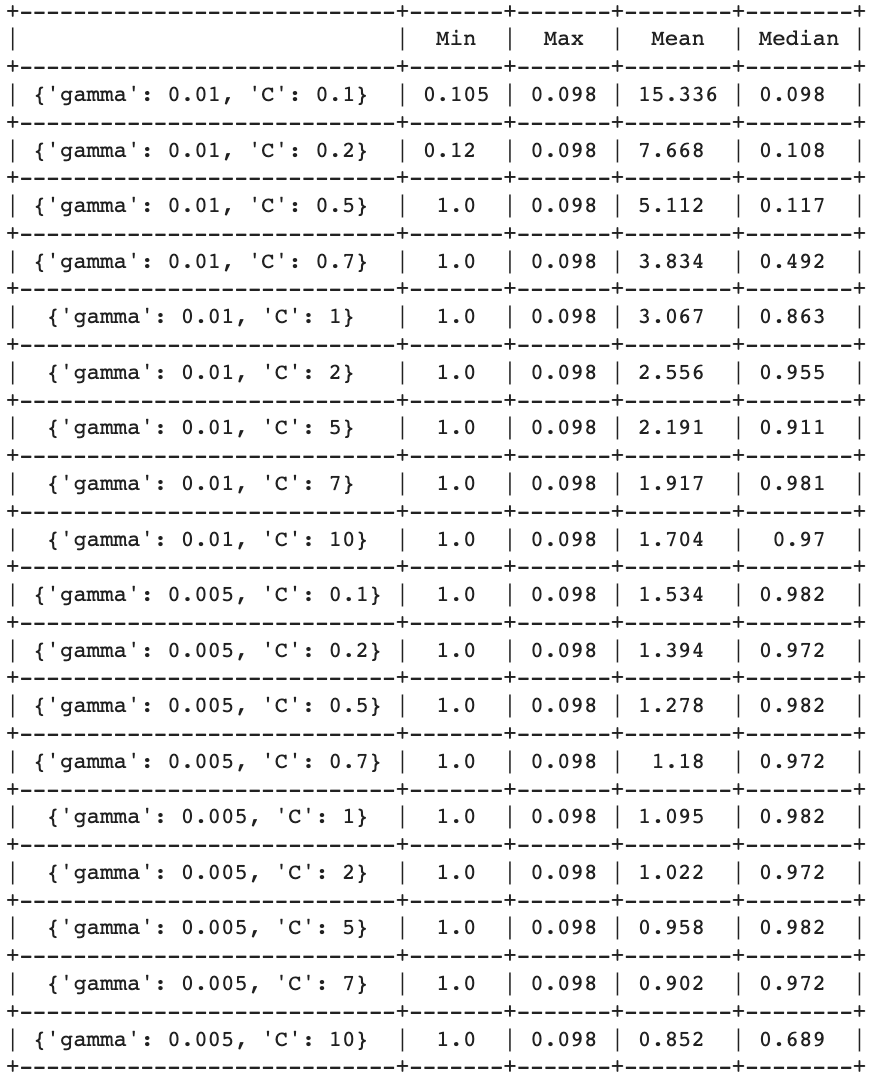 +----------------------------+-------+-------+--------+--------+
|                            |  Min  |  Max  |  Mean  | Median |
+----------------------------+-------+-------+--------+--------+
| {'gamma': 0.01, 'C': 0.1}  | 0.105 | 0.098 | 15.336 | 0.098  |
+----------------------------+-------+-------+--------+--------+
| {'gamma': 0.01, 'C': 0.2}  | 0.12  | 0.098 | 7.668  | 0.108  |
+----------------------------+-------+-------+--------+--------+
| {'gamma': 0.01, 'C': 0.5}  |  1.0  | 0.098 | 5.112  | 0.117  |
+----------------------------+-------+-------+--------+--------+
| {'gamma': 0.01, 'C': 0.7}  |  1.0  | 0.098 | 3.834  | 0.492  |
+----------------------------+-------+-------+--------+--------+
|  {'gamma': 0.01, 'C': 1}   |  1.0  | 0.098 | 3.067  | 0.863  |
+----------------------------+-------+-------+--------+--------+
|  {'gamma': 0.01, 'C': 2}   |  1.0  | 0.098 | 2.556  | 0.955  |
+----------------------------+-------+-------+--------+--------+
|  {'gamma': 0.01, 'C': 5}   |  1.0  | 0.098 | 2.191  | 0.911  |
+----------------------------+-------+-------+--------+--------+
|  {'gamma': 0.01, 'C': 7}   |  1.0  | 0.098 | 1.917  | 0.981  |
+----------------------------+-------+-------+--------+--------+
|  {'gamma': 0.01, 'C': 10}  |  1.0  | 0.098 | 1.704  |  0.97  |
+----------------------------+-------+-------+--------+--------+
| {'gamma': 0.005, 'C': 0.1} |  1.0  | 0.098 | 1.534  | 0.982  |
+----------------------------+-------+-------+--------+--------+
| {'gamma': 0.005, 'C': 0.2} |  1.0  | 0.098 | 1.394  | 0.972  |
+----------------------------+-------+-------+--------+--------+
| {'gamma': 0.005, 'C': 0.5} |  1.0  | 0.098 | 1.278  | 0.982  |
+----------------------------+-------+-------+--------+--------+
| {'gamma': 0.005, 'C': 0.7} |  1.0  | 0.098 |  1.18  | 0.972  |
+----------------------------+-------+-------+--------+--------+
|  {'gamma': 0.005, 'C': 1}  |  1.0  | 0.098 | 1.095  | 0.982  |
+----------------------------+-------+-------+--------+--------+
|  {'gamma': 0.005, 'C': 2}  |  1.0  | 0.098 | 1.022  | 0.972  |
+----------------------------+-------+-------+--------+--------+
|  {'gamma': 0.005, 'C': 5}  |  1.0  | 0.098 | 0.958  | 0.982  |
+----------------------------+-------+-------+--------+--------+
|  {'gamma': 0.005, 'C': 7}  |  1.0  | 0.098 | 0.902  | 0.972  |
+----------------------------+-------+-------+--------+--------+
| {'gamma': 0.005, 'C': 10}  |  1.0  | 0.098 | 0.852  | 0.689  |
+----------------------------+-------+-------+--------+--------+